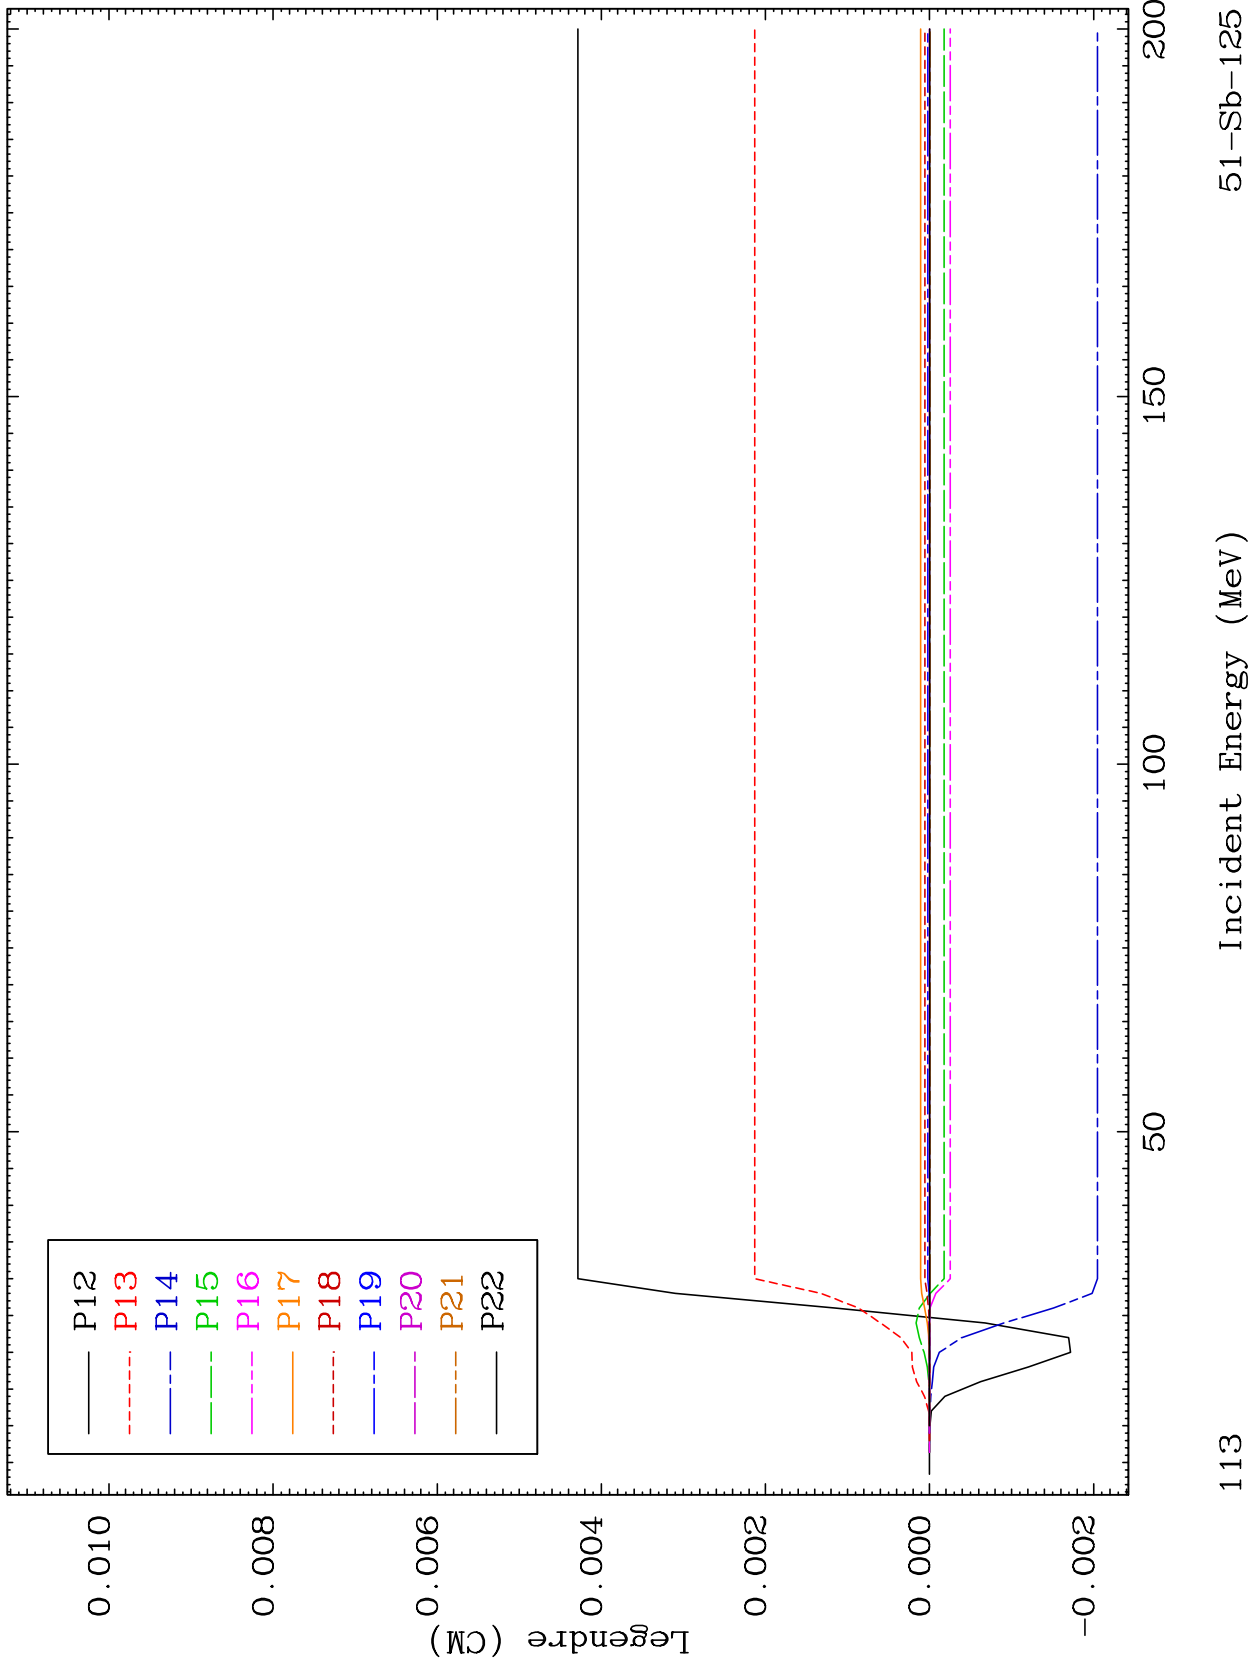 Legendre (CM)
0.010
0.008
0.006
0.004
0.002
0.000
-0.002
P12
P13
P14
P15
P16
P17
P18
P19
P20
P21
P22
50
100
150
200
Incident Energy (MeV)
113
51-Sb-125